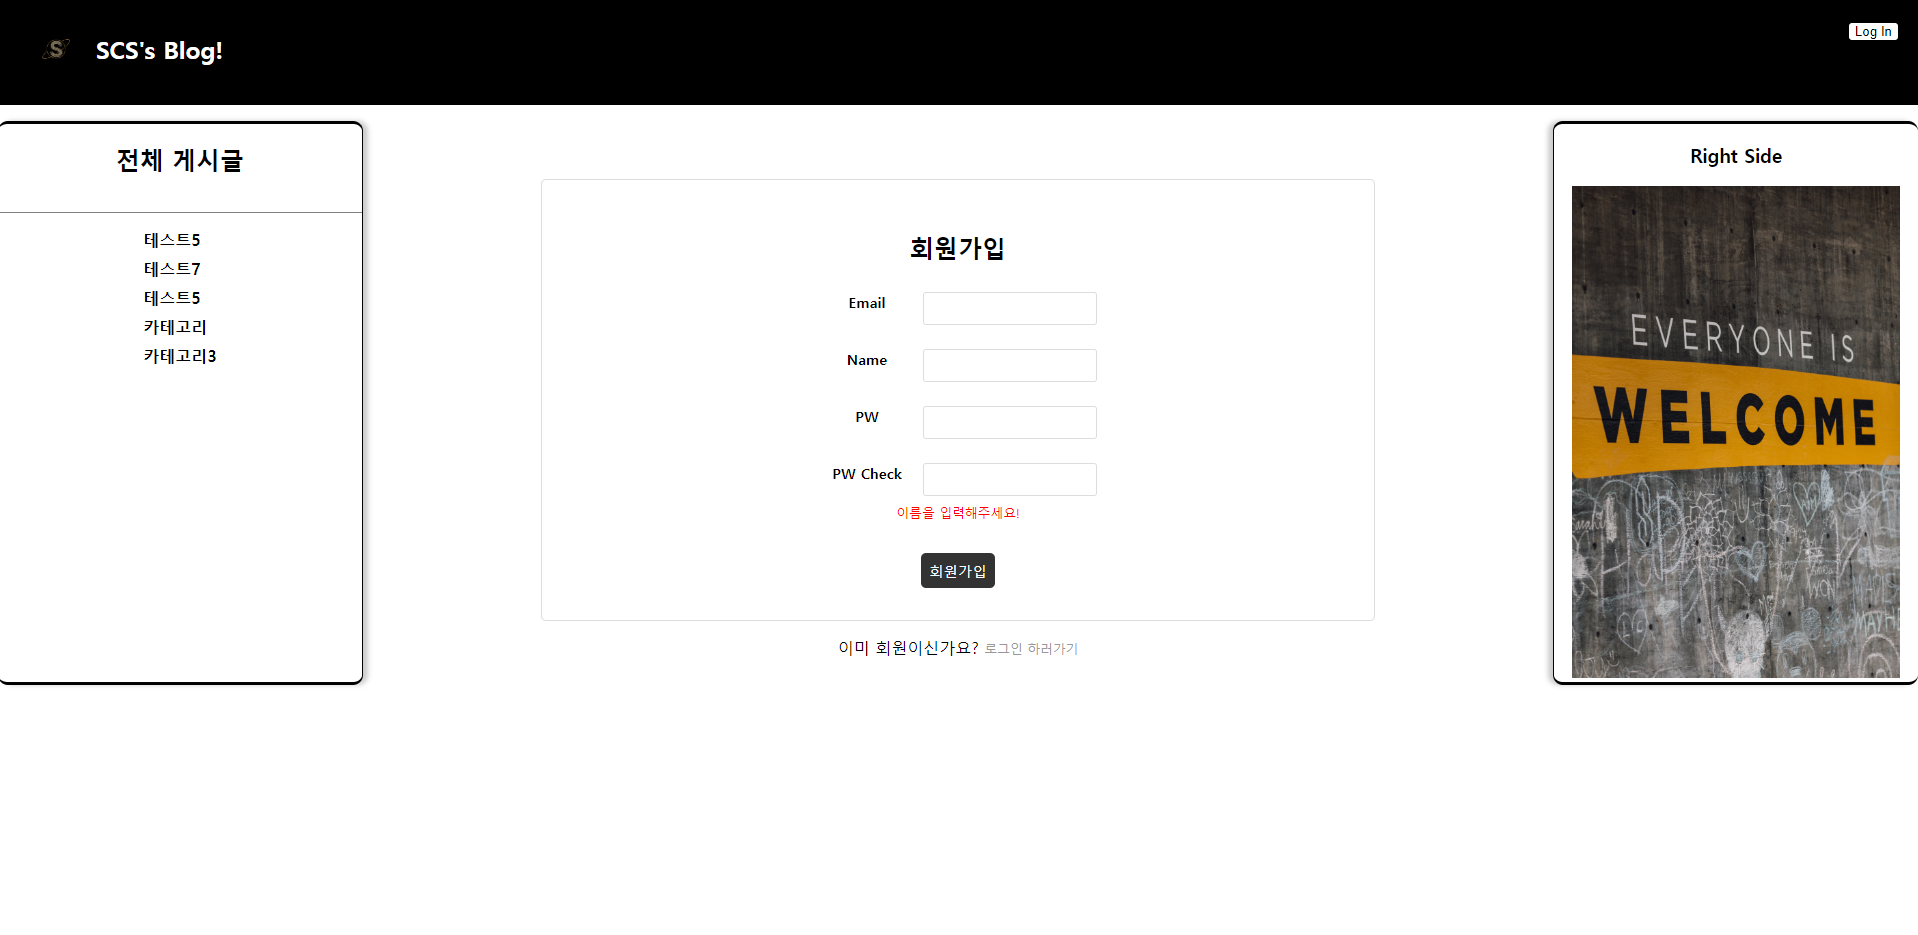 S
SCS's Blog!
Log In
전체 게시글
테스트5
테스트7
테스트5
카테고리
카테고리3
회원가입
Email
Name
PW
PW Check
이름을 입력해주세요!
회원가입
이미 회원이신가요? 로그인 하러가기
Right Side
EVERYONE IS
WELCOME